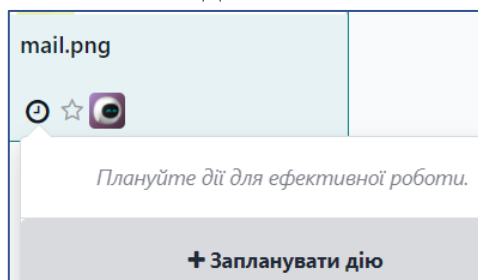 mail.png
Плануйте дії для ефективної роботи.
+ Запланувати дію